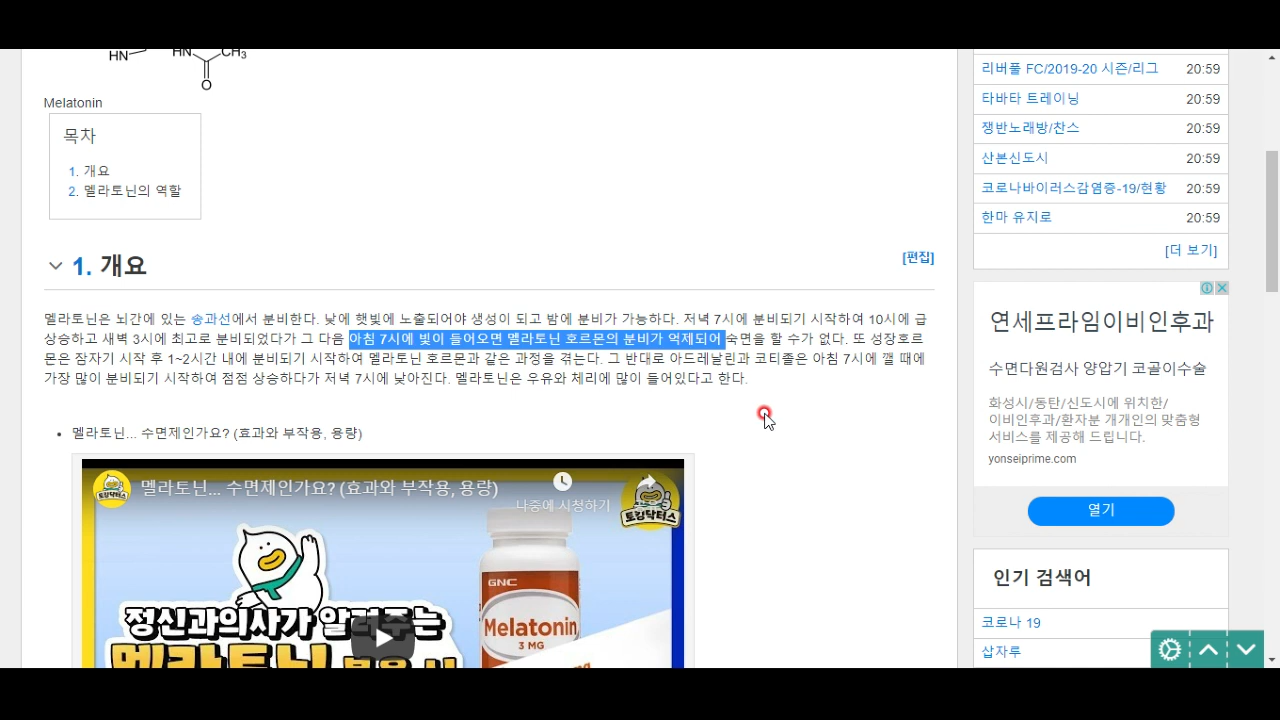 HN
HN
CH3
O
Melatonin
목차
1. 개요
2. 멜라토닌의 역할
1. 개요
[편집]
멜라토닌은 뇌간에 있는 송과선에서 분비한다. 낮에 햇빛에 노출되어야 생성이 되고 밤에 분비가 가능하다. 저녁 7시에 분비되기 시작하여 10시에 급
상승하고 새벽 3시에 최고로 분비되었다가 그 다음 아침 7시에 빛이 들어오면 멜라토닌 호르몬의 분비가 억제되어 숙면을 할 수가 없다. 또 성장호르
몬은 잠자기 시작 후 1~2시간 내에 분비되기 시작하여 멜라토닌 호르몬과 같은 과정을 겪는다. 그 반대로 아드레날린과 코티졸은 아침 7시에 깰 때에
가장 많이 분비되기 시작하여 점점 상승하다가 저녁 7시에 낮아진다. 멜라토닌은 우유와 체리에 많이 들어있다고 한다.
멜라토닌... 수면제인가요? (효과와 부작용, 용량)
멜라토닌... 수면제인가요? (효과와 부작용, 용량)
나중에 시청하기
토킹닥터스
토킹닥터스
정신과의사가 알려주는
멜라토닌
GNC
Melatonin
3 MG
리버풀 FC/2019-20 시즌/리그 20:59
타바타 트레이닝 20:59
쟁반노래방/찬스 20:59
산본신도시 20:59
코로나바이러스감염증-19/현황 20:59
한마 유지로 20:59
[더 보기]
연세프라임이비인후과
수면다원검사 양압기 코골이수술
화성시/동탄/신도시에 위치한/
이비인후과/환자분 개개인의 맞춤형
서비스를 제공해 드립니다.
yonseiprime.com
열기
인기 검색어
코로나 19
삽자루